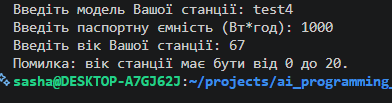 Введіть модель Вашої станції: test4
Введіть паспортну ємність (Вт*год): 1000
Введіть вік Вашої станції: 67
Помилка: вік станції має бути від 0 до 20.
sasha@DESKTOP-A7GJ62J:~/projects/ai_programming_